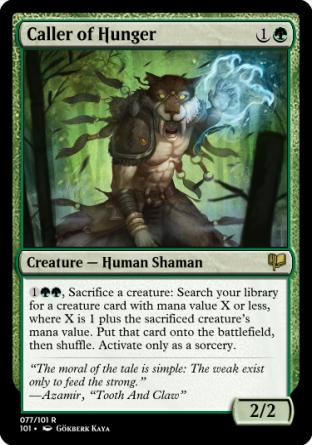 Caller of Hunger 1
Creature — Human Shaman
1, Sacrifice a creature: Search your library
for a creature card with mana value X or less,
where X is 1 plus the sacrificed creature's
mana value. Put that card onto the battlefield,
then shuffle. Activate only as a sorcery.
"The moral of the tale is simple: The weak exist
only to feed the strong."
—Azamir, "Tooth And Claw"
2/2
077/101 R
101 • Gökberk Kaya